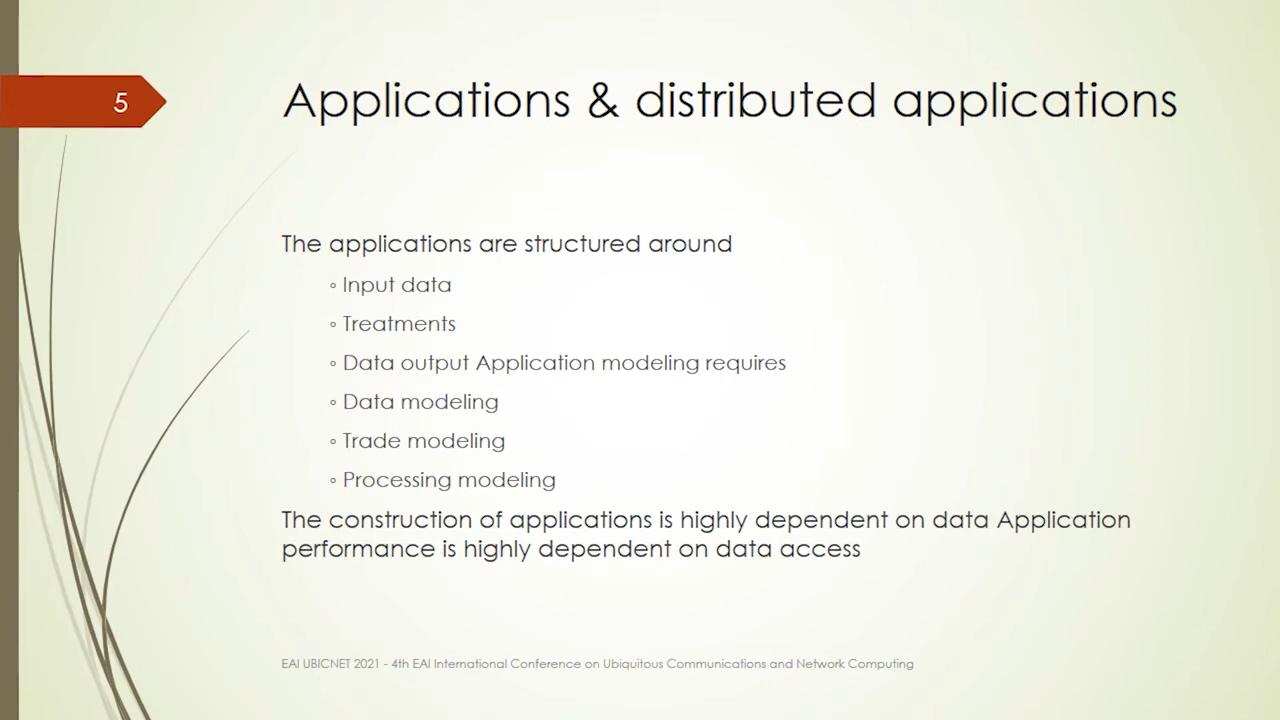 5
Applications & distributed applications
The applications are structured around
◦ Input data
◦ Treatments
◦ Data output Application modeling requires
◦ Data modeling
◦ Trade modeling
◦ Processing modeling
The construction of applications is highly dependent on data Application
performance is highly dependent on data access
EAI UBICNET 2021 - 4th EAI International Conference on Ubiquitous Communications and Network Computing